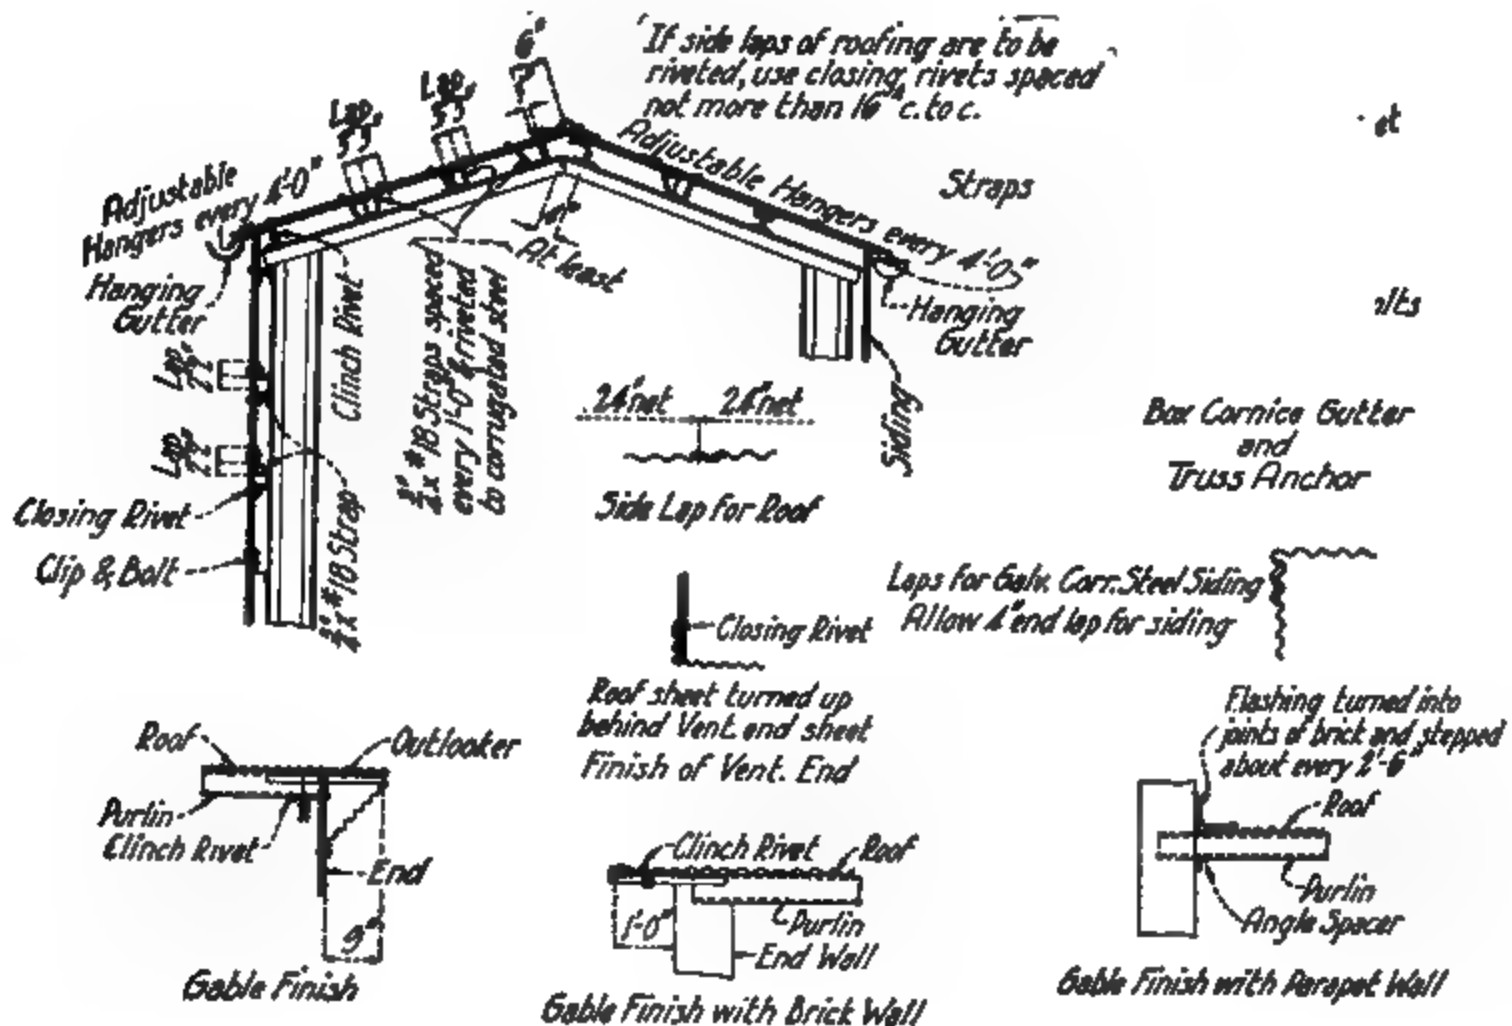 6"
If side laps of roofing are to be
riveted, use closing rivets spaced
not more than 16" c. to c.
Lap
Lap
Adjustable
Hangers every 4'-0"
Adjustable Hangers every 4'-0"
Straps
Hanging
Gutter
Clinch Rivet
At least
Hanging
Gutter
Siding
Lap
Lap
#18 Straps spaced
every 1'-0" & riveted
to corrugated steel
24" net 24" net
Side Lap for Roof
Box Cornice Gutter
and
Truss Anchor
Closing Rivet
Clip & Bolt
#18 Strap
Closing Rivet
Roof sheet turned up
behind Vent. end sheet
Finish of Vent. End
Laps for Galv. Corr. Steel Siding
Allow 4" end lap for siding
Roof
Outlooker
Purlin
Clinch Rivet
End
9"
Gable Finish
Clinch Rivet
Roof
1'-0"
Purlin
End Wall
Gable Finish with Brick Wall
Flashing turned into
joints of brick and stepped
about every 2'-6"
Roof
Purlin
Angle Spacer
Gable Finish with Parapet Wall